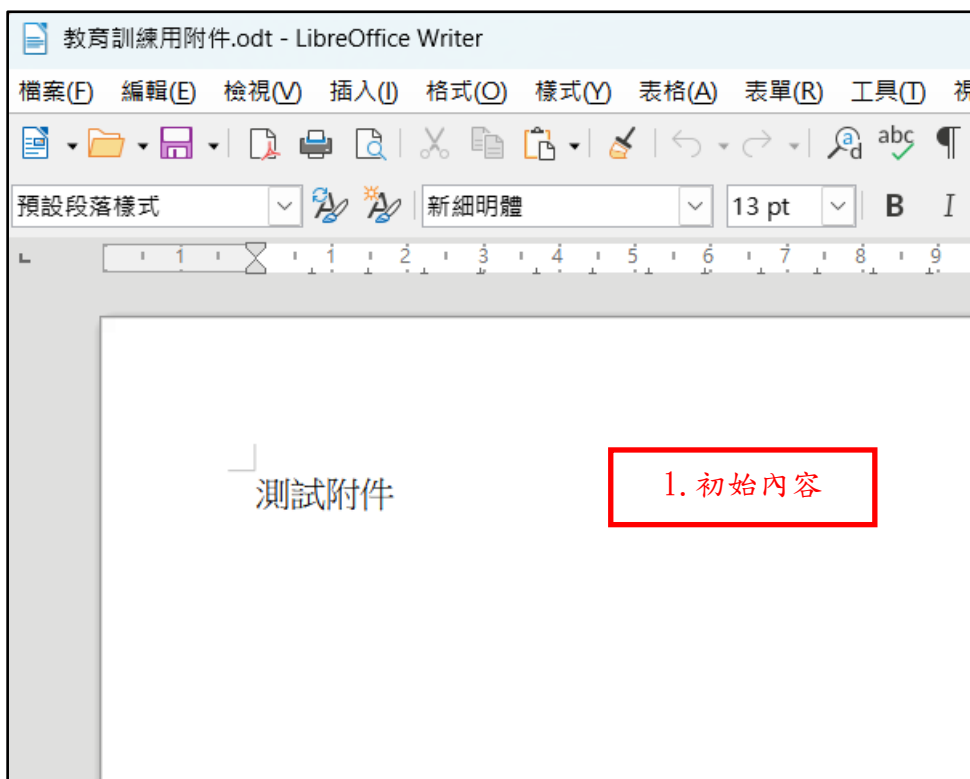 教育訓練用附件.odt - LibreOffice Writer
檔案(F) 編輯(E) 檢視(V) 插入(I) 格式(O) 樣式(Y) 表格(A) 表單(R) 工具(T) 視
abc
預設段落樣式 新細明體 13 pt B I
1 1 2 3 4 5 6 7 8 9
測試附件
1.初始內容